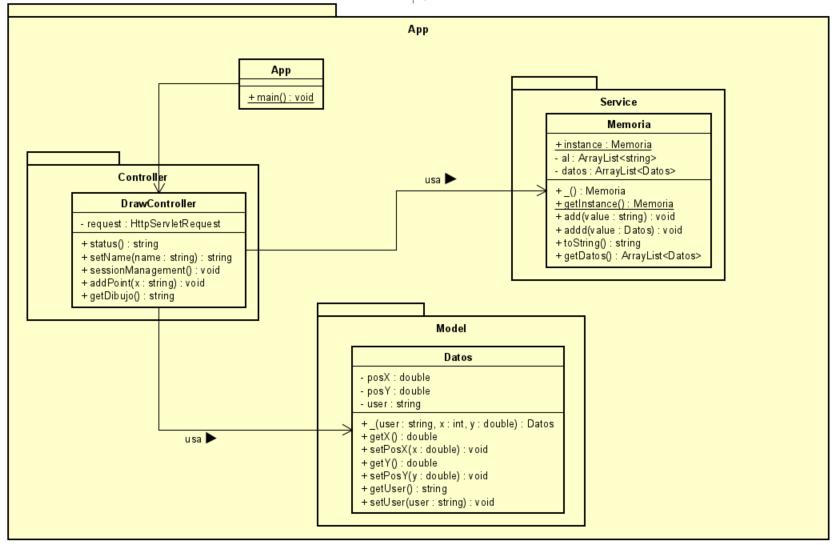 App
App
+ main() : void
Service
Memoria
+ instance : Memoria
- al : ArrayList<string>
- datos : ArrayList<Datos>
+ _() : Memoria
+ getInstance() : Memoria
+ add(value : string) : void
+ addd(value : Datos) : void
+ toString() : string
+ getDatos() : ArrayList<Datos>
usa
Controller
DrawController
- request : HttpServletRequest
+ status() : string
+ setName(name : string) : string
+ sessionManagement() : void
+ addPoint(x : string) : void
+ getDibujo() : string
usa
Model
Datos
- posX : double
- posY : double
- user : string
+ _(user : string, x : int, y : double) : Datos
+ getX() : double
+ setPosX(x : double) : void
+ getY() : double
+ setPosY(y : double) : void
+ getUser() : string
+ setUser(user : string) : void